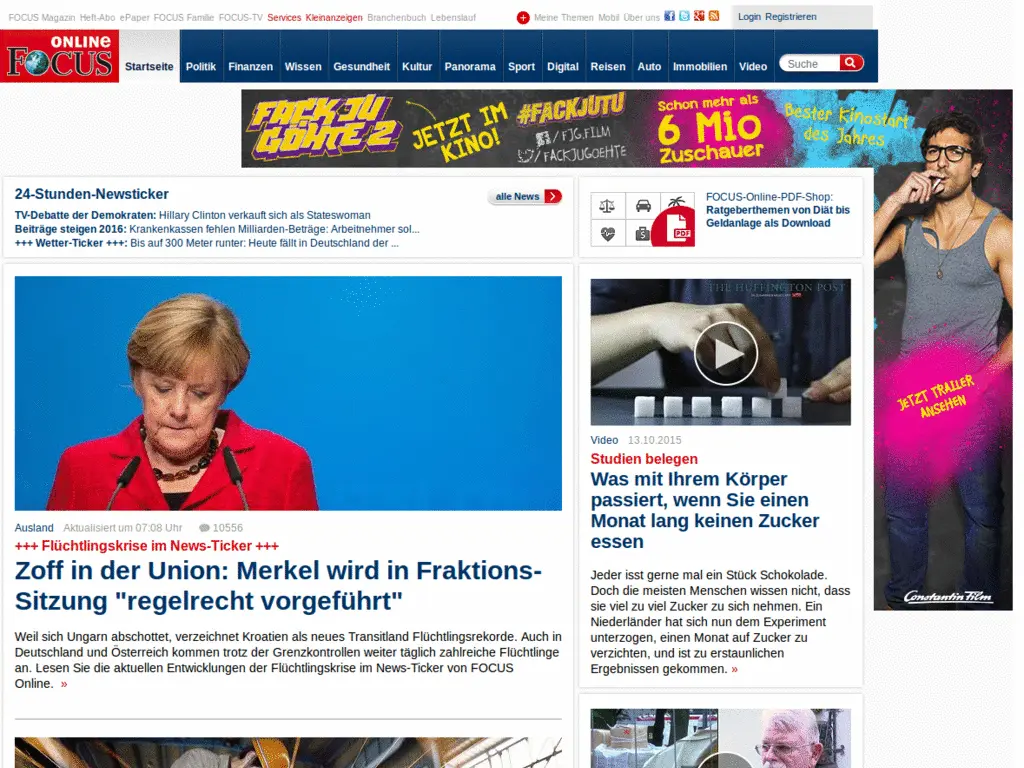 FOCUS Magazin Heft-Abo ePaper FOCUS Familie FOCUS-TV Services Kleinanzeigen Branchenbuch Lebenslauf
Meine Themen Mobil Über uns
Login Registrieren
ONLINE
FOCUS
Startseite Politik Finanzen Wissen Gesundheit Kultur Panorama Sport Digital Reisen Auto Immobilien Video
Suche
FACK JU GÖHTE 2
JETZT IM KINO!
#FACKJUTU
/FJG.FILM
/FACKJUGOEHTE
Schon mehr als
6 Mio
Zuschauer
Bester Kinostart
des Jahres
24-Stunden-Newsticker
alle News
TV-Debatte der Demokraten: Hillary Clinton verkauft sich als Stateswoman
Beiträge steigen 2016: Krankenkassen fehlen Milliarden-Beträge: Arbeitnehmer sol...
+++ Wetter-Ticker +++: Bis auf 300 Meter runter: Heute fällt in Deutschland der ...
PDF
FOCUS-Online-PDF-Shop:
Ratgeberthemen von Diät bis
Geldanlage als Download
Ausland Aktualisiert um 07:08 Uhr 10556
+++ Flüchtlingskrise im News-Ticker +++
Zoff in der Union: Merkel wird in Fraktions-
Sitzung "regelrecht vorgeführt"
Weil sich Ungarn abschottet, verzeichnet Kroatien als neues Transitland Flüchtlingsrekorde. Auch in
Deutschland und Österreich kommen trotz der Grenzkontrollen weiter täglich zahlreiche Flüchtlinge
an. Lesen Sie die aktuellen Entwicklungen der Flüchtlingskrise im News-Ticker von FOCUS
Online. »
THE HUFFINGTON POST
Video 13.10.2015
Studien belegen
Was mit Ihrem Körper
passiert, wenn Sie einen
Monat lang keinen Zucker
essen
Jeder isst gerne mal ein Stück Schokolade.
Doch die meisten Menschen wissen nicht, dass
sie viel zu viel Zucker zu sich nehmen. Ein
Niederländer hat sich nun dem Experiment
unterzogen, einen Monat auf Zucker zu
verzichten, und ist zu erstaunlichen
Ergebnissen gekommen. »
JETZT TRAILER
ANSEHEN
Constantin Film